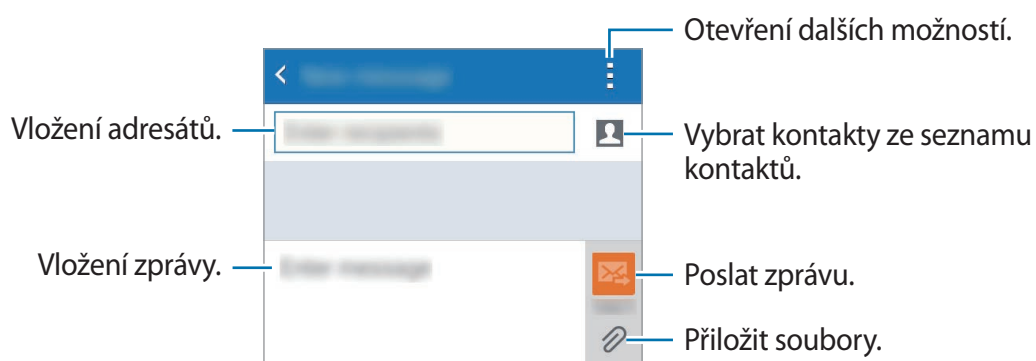 Otevření dalších možností.
Vložení adresátů.
Vybrat kontakty ze seznamu
kontaktů.
Vložení zprávy.
Poslat zprávu.
Přiložit soubory.